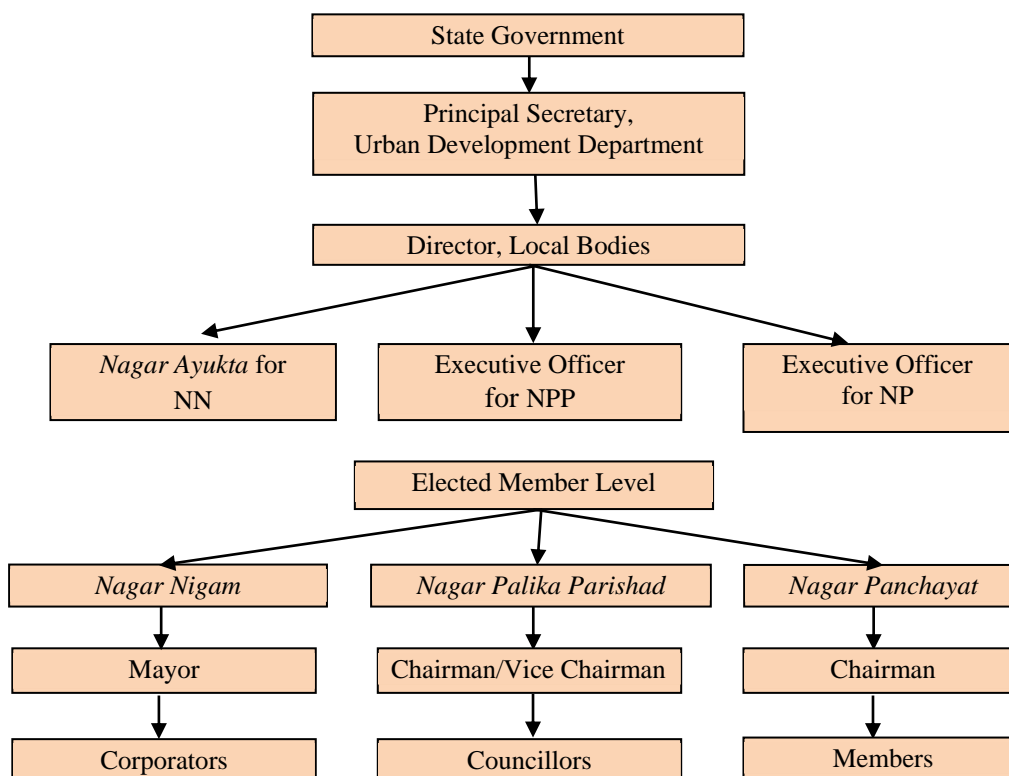 State Government
Principal Secretary,
Urban Development Department
Director, Local Bodies
Nagar Ayukta for
NN
Executive Officer
for NPP
Executive Officer
for NP
Elected Member Level
Nagar Nigam
Nagar Palika Parishad
Nagar Panchayat
Mayor
Chairman/Vice Chairman
Chairman
Corporators
Councillors
Members